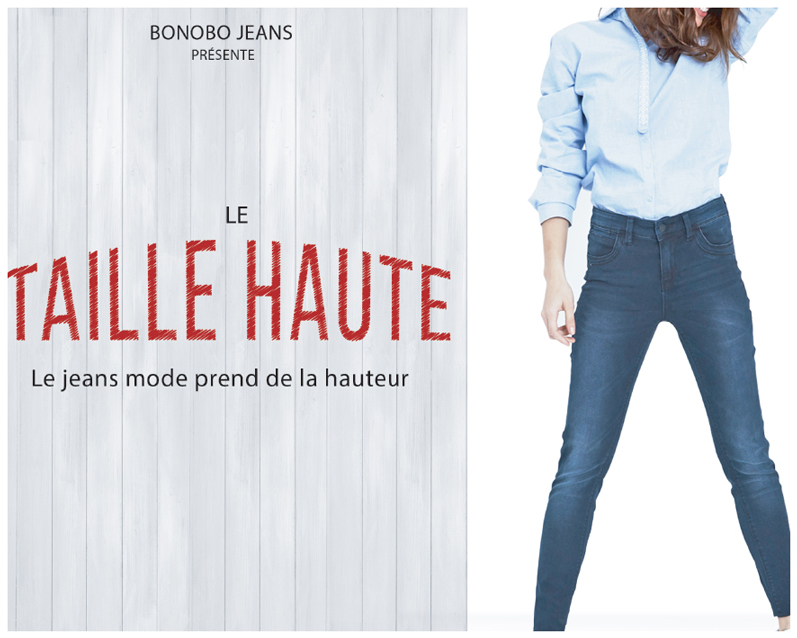 BONOBO JEANS
PRÉSENTE
LE
TAILLE HAUTE
Le jeans mode prend de la hauteur